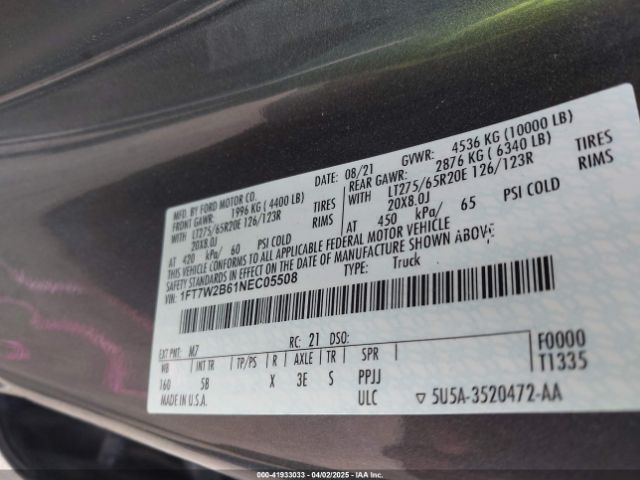 MFD. BY FORD MOTOR CO.
DATE: 08/21 GVWR: 4536 KG (10000 LB)
FRONT GAWR: 1996 KG (4400 LB) REAR GAWR: 2876 KG (6340 LB)
WITH LT275/65R20E 126/123R TIRES WITH LT275/65R20E 126/123R TIRES
20X8.0J RIMS 20X8.0J RIMS
AT 420 kPa/ 60 PSI COLD AT 450 kPa/ 65 PSI COLD
THIS VEHICLE CONFORMS TO ALL APPLICABLE FEDERAL MOTOR VEHICLE
SAFETY STANDARDS IN EFFECT ON THE DATE OF MANUFACTURE SHOWN ABOVE.
VIN: 1FT7W2B61NEC05508 TYPE: Truck
F0000
T1335
EXT PNT: M7 RC: 21 DSO:
WB INT TR TP/PS R AXLE TR SPR
160 SB X 3E S PPJJ
MADE IN U.S.A. ULC ▽ 5U5A-3520472-AA
000-41933033 - 04/02/2025 - IAA Inc.